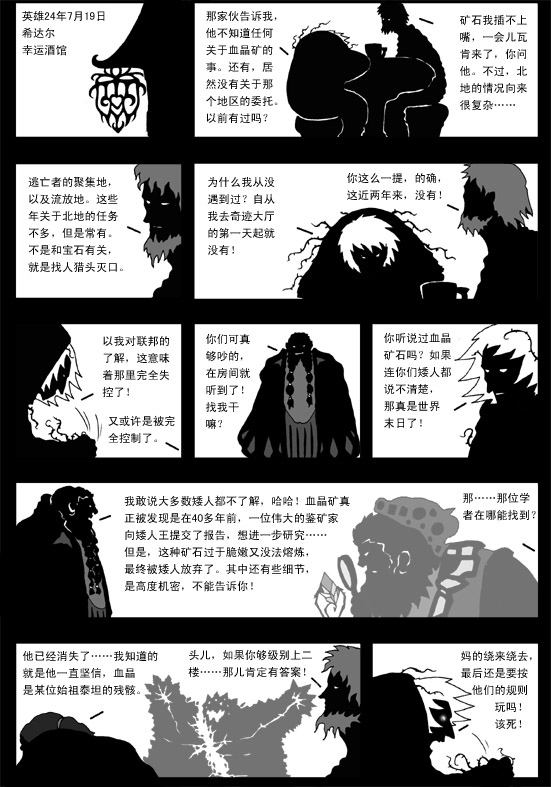 英雄24年7月19日
希达尔
幸运酒馆
那家伙告诉我，
他不知道任何
关于血晶矿的
事。还有，居
然没有关于那
个地区的委托。
以前有过吗？
矿石我插不上
嘴，一会儿瓦
肯来了，你问
他。不过，北
地的情况向来
很复杂……
逃亡者的聚集地，
以及流放地。这些
年关于北地的任务
不多，但是常有。
不是和宝石有关，
就是找人猎头灭口。
为什么我从没
遇到过？自从
我去奇迹大厅
的第一天起就
没有！
你这么一提，的确，
这近两年来，没有！
以我对联邦的
了解，这意味
着那里完全失
控了！
又或许是被完
全控制了。
你们可真
够吵的，
在房间就
听到了！
找我干
嘛？
你听说过血晶
矿石吗？如果
连你们矮人都
说不清楚，
那真是世界
末日了！
我敢说大多数矮人都不了解，哈哈！血晶矿真
正被发现是在40多年前，一位伟大的鉴矿家
向矮人王提交了报告，想进一步研究……
但是，这种矿石过于脆嫩又没法熔炼，
最终被矮人放弃了。其中还有些细节，
是高度机密，不能告诉你！
那……那位学
者在哪能找到？
他已经消失了……我知道的
就是他一直坚信，血晶
是某位始祖泰坦的残骸。
头儿，如果你够级别上二
楼……那儿肯定有答案！
妈的绕来绕去，
最后还是要按
他们的规则
玩吗！
该死！